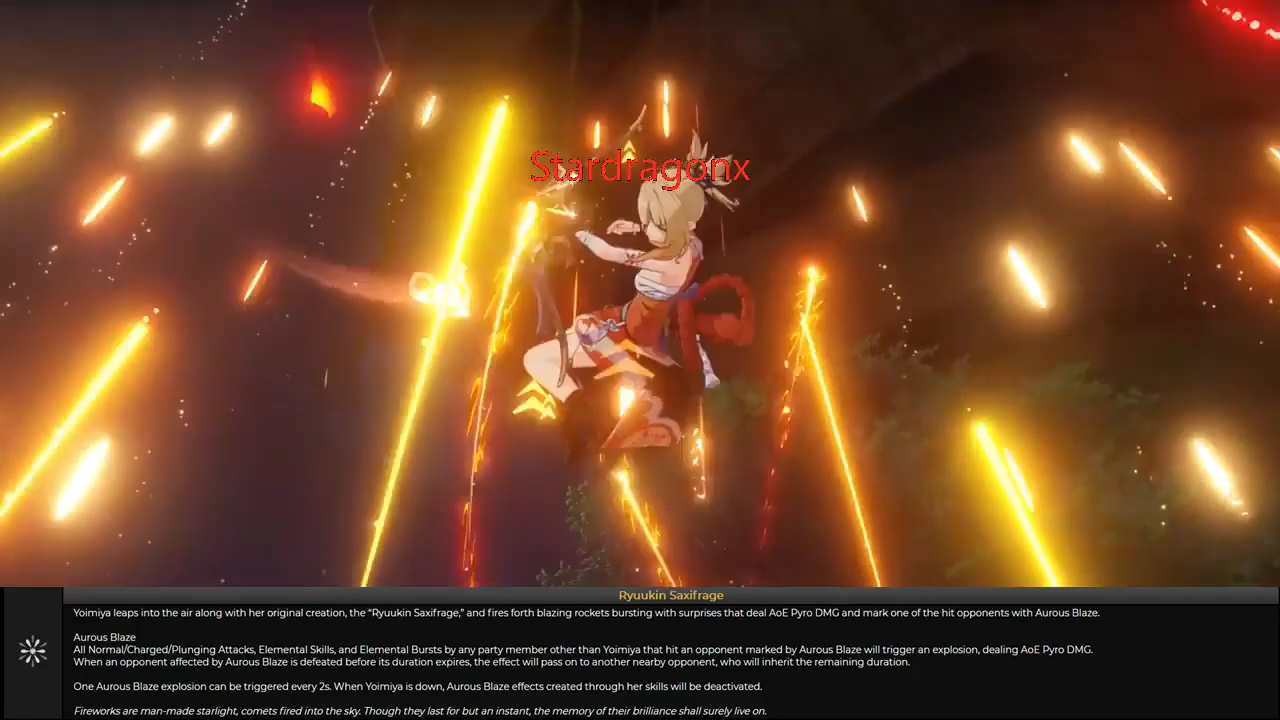 Stardragonx
Ryuukin Saxifrage
Yoimiya leaps into the air along with her original creation, the “Ryuukin Saxifrage,” and fires forth blazing rockets bursting with surprises that deal AoE Pyro DMG and mark one of the hit opponents with Aurous Blaze.
Aurous Blaze
All Normal/Charged/Plunging Attacks, Elemental Skills, and Elemental Bursts by any party member other than Yoimiya that hit an opponent marked by Aurous Blaze will trigger an explosion, dealing AoE Pyro DMG.
When an opponent affected by Aurous Blaze is defeated before its duration expires, the effect will pass on to another nearby opponent, who will inherit the remaining duration.
One Aurous Blaze explosion can be triggered every 2s. When Yoimiya is down, Aurous Blaze effects created through her skills will be deactivated.
Fireworks are man-made starlight, comets fired into the sky. Though they last for but an instant, the memory of their brilliance shall surely live on.